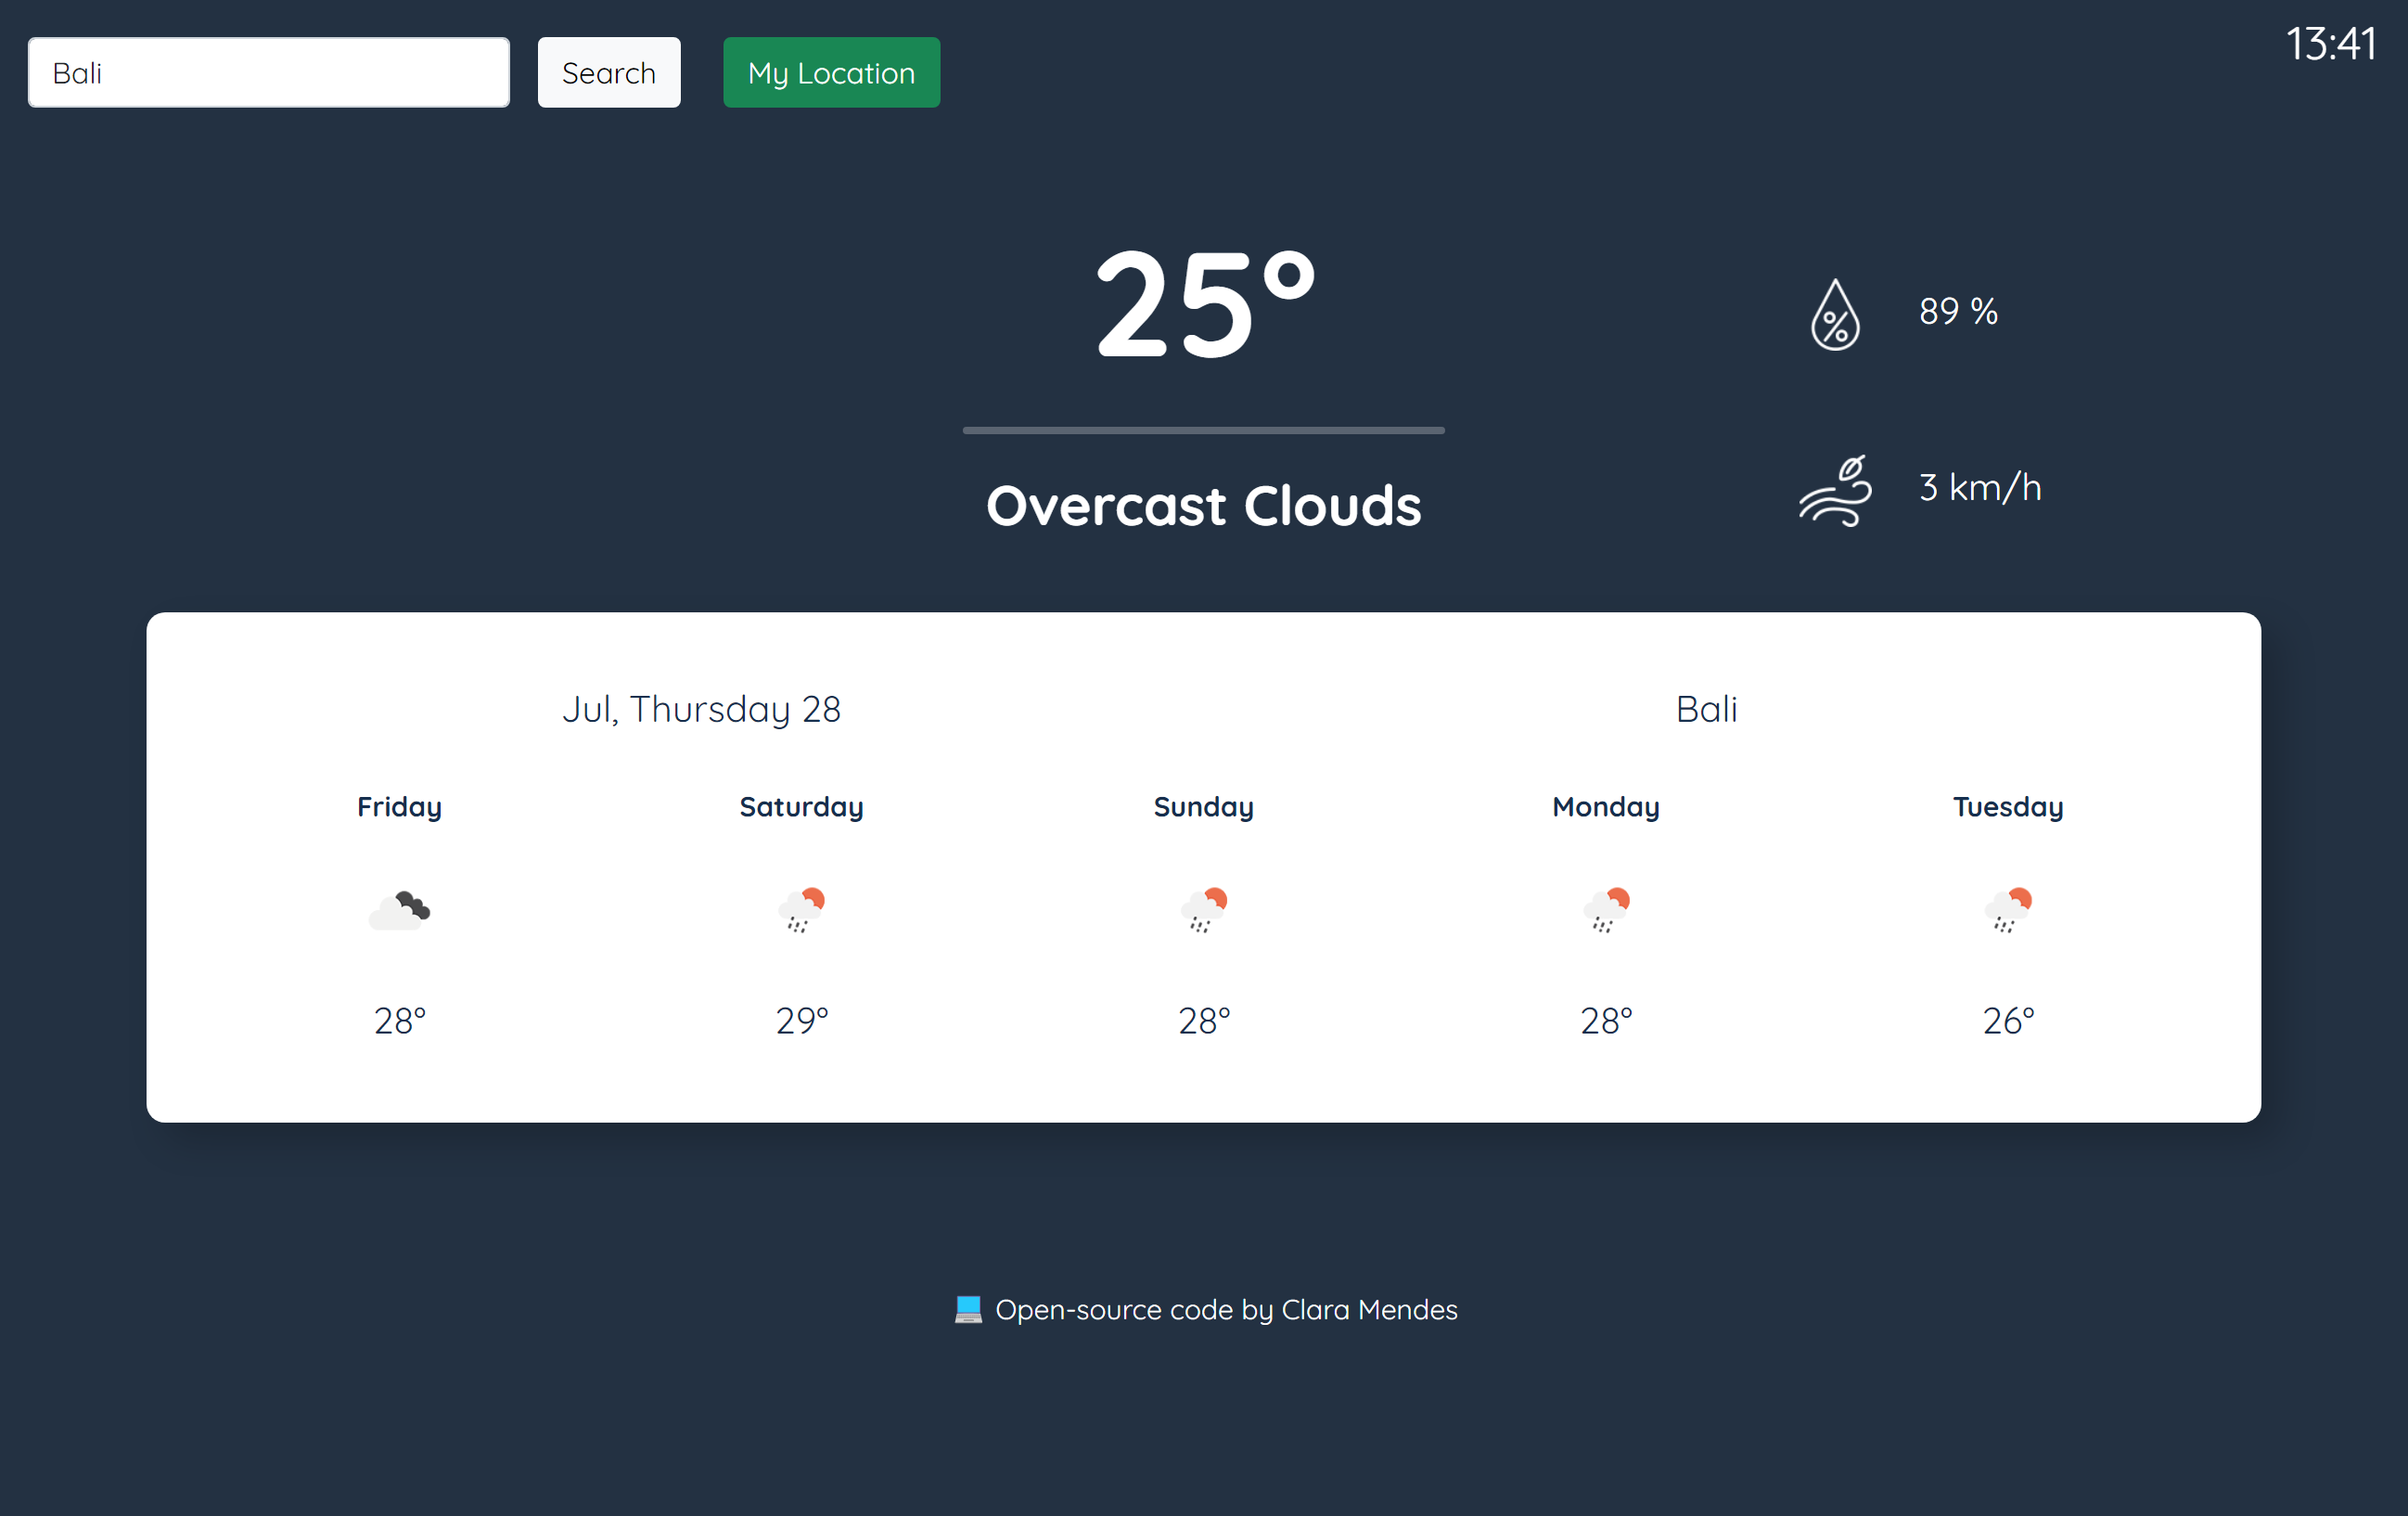 Bali
Search
My Location
13:41
25°
89 %
Overcast Clouds
3 km/h
Jul, Thursday 28
Bali
Friday
Saturday
Sunday
Monday
Tuesday
28°
29°
28°
28°
26°
Open-source code by Clara Mendes